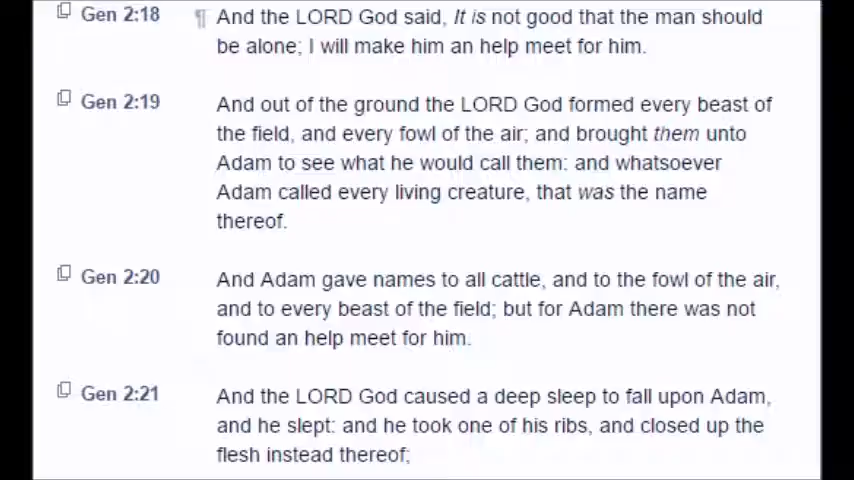 Gen 2:18 ¶ And the LORD God said, It is not good that the man should
be alone; I will make him an help meet for him.
Gen 2:19 And out of the ground the LORD God formed every beast of
the field, and every fowl of the air; and brought them unto
Adam to see what he would call them: and whatsoever
Adam called every living creature, that was the name
thereof.
Gen 2:20 And Adam gave names to all cattle, and to the fowl of the air,
and to every beast of the field; but for Adam there was not
found an help meet for him.
Gen 2:21 And the LORD God caused a deep sleep to fall upon Adam,
and he slept: and he took one of his ribs, and closed up the
flesh instead thereof;